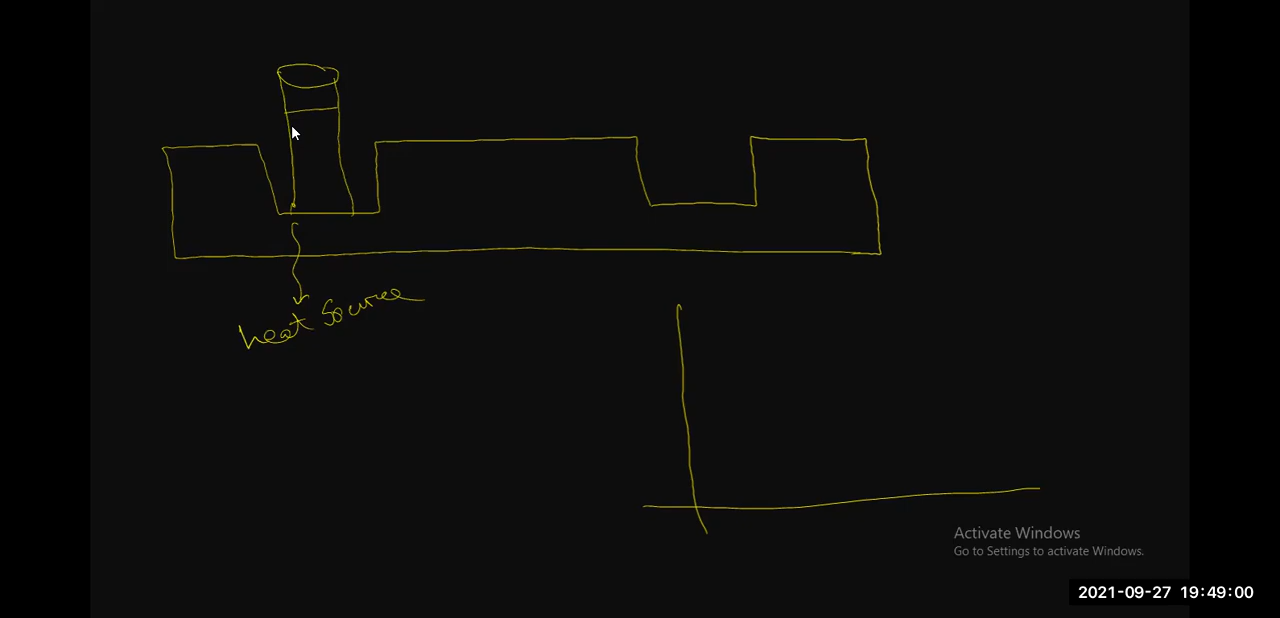 heat Source
Activate Windows
Go to Settings to activate Windows.
2021-09-27 19:49:00